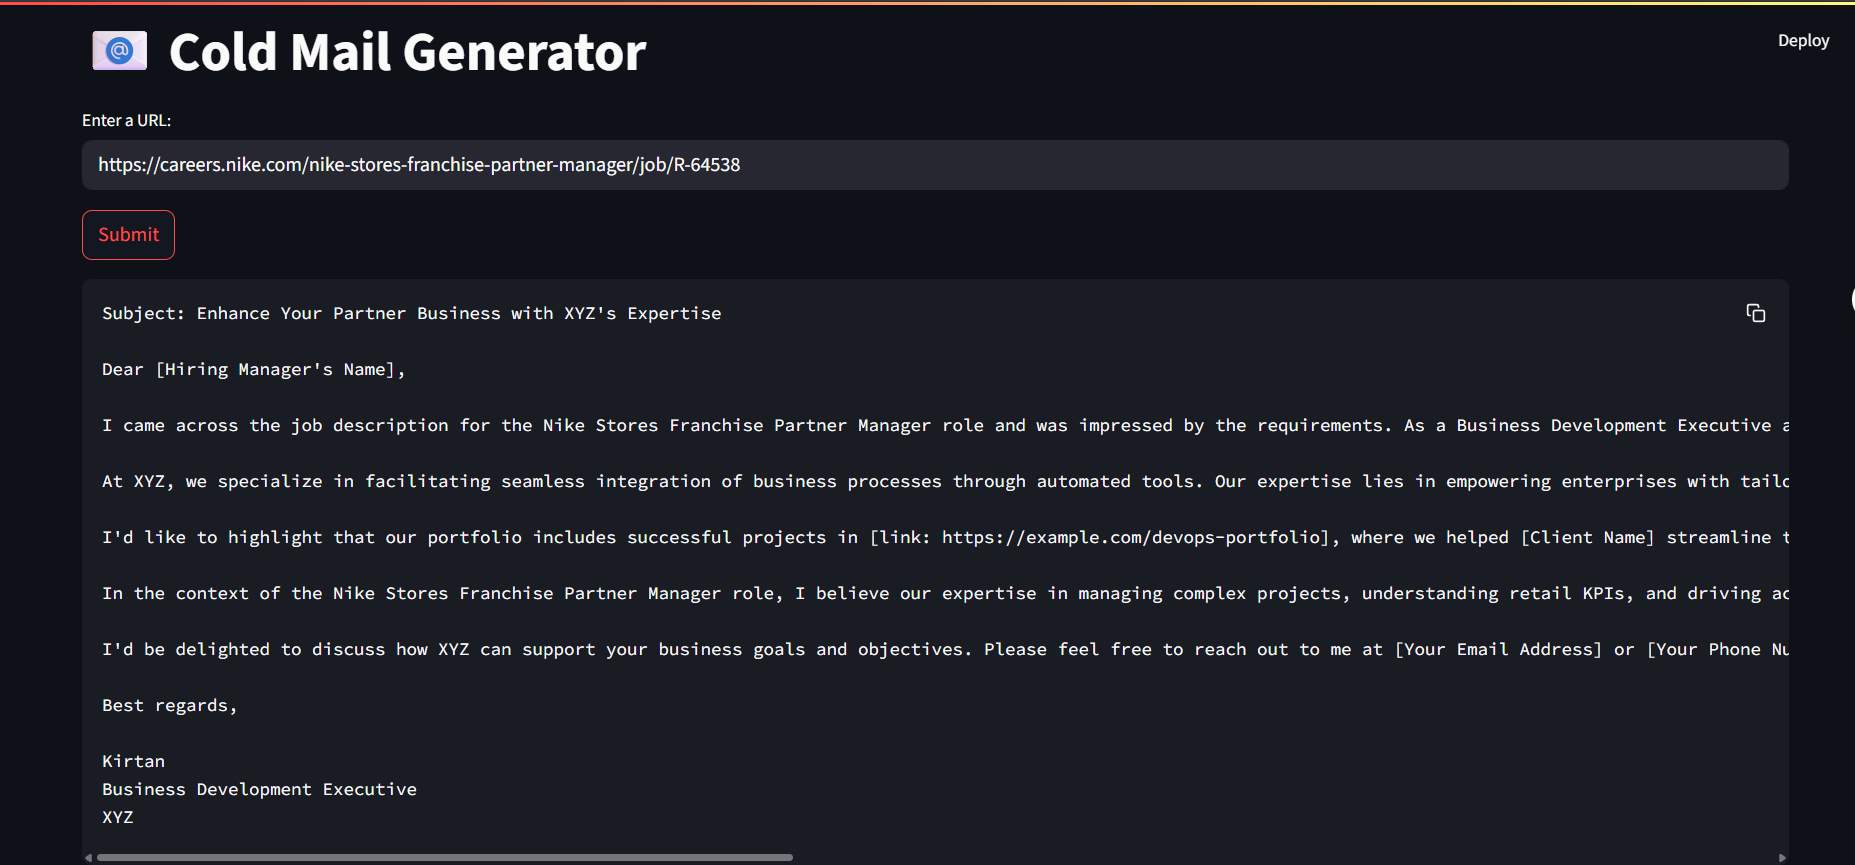 Cold Mail Generator
Deploy
Enter a URL:
https://careers.nike.com/nike-stores-franchise-partner-manager/job/R-64538
Submit
Subject: Enhance Your Partner Business with XYZ's Expertise
Dear [Hiring Manager's Name],
I came across the job description for the Nike Stores Franchise Partner Manager role and was impressed by the requirements. As a Business Development Executive a
At XYZ, we specialize in facilitating seamless integration of business processes through automated tools. Our expertise lies in empowering enterprises with tailo
I'd like to highlight that our portfolio includes successful projects in [link: https://example.com/devops-portfolio], where we helped [Client Name] streamline t
In the context of the Nike Stores Franchise Partner Manager role, I believe our expertise in managing complex projects, understanding retail KPIs, and driving ac
I'd be delighted to discuss how XYZ can support your business goals and objectives. Please feel free to reach out to me at [Your Email Address] or [Your Phone Nu
Best regards,
Kirtan
Business Development Executive
XYZ